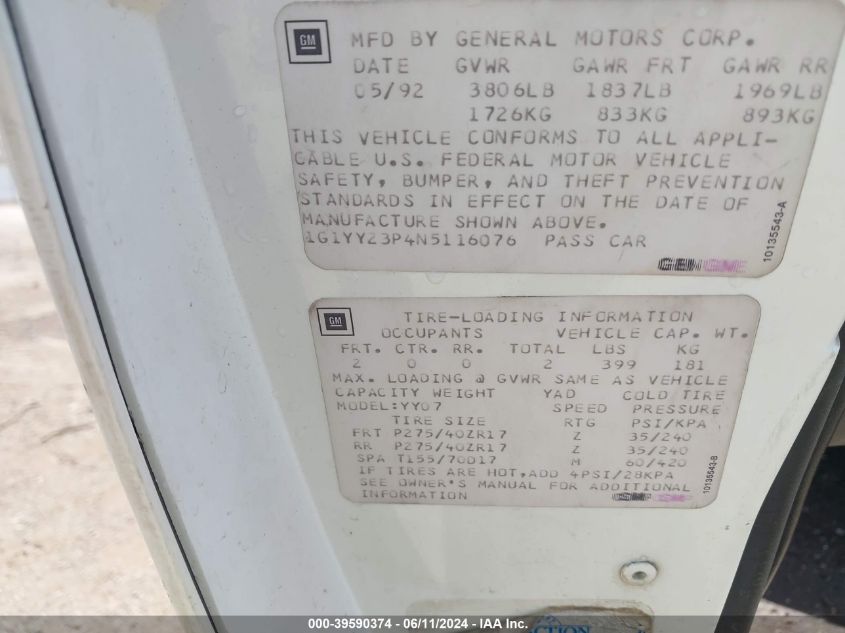 GM
MFD BY GENERAL MOTORS CORP.
DATE GVWR GAWR FRT GAWR RR
05/92 3806LB 1837LB 1969LB
1726KG 833KG 893KG
THIS VEHICLE CONFORMS TO ALL APPLI-
CABLE U.S. FEDERAL MOTOR VEHICLE
SAFETY, BUMPER, AND THEFT PREVENTION
STANDARDS IN EFFECT ON THE DATE OF
MANUFACTURE SHOWN ABOVE.
1G1YY23P4N5116076 PASS CAR
10135543-A
GM
TIRE-LOADING INFORMATION
OCCUPANTS VEHICLE CAP. WT.
FRT. CTR. RR. TOTAL LBS KG
2 0 0 2 399 181
MAX. LOADING @ GVWR SAME AS VEHICLE
CAPACITY WEIGHT YAD COLD TIRE
MODEL:YY07 SPEED PRESSURE
TIRE SIZE RTG PSI/KPA
FRT P275/40ZR17 Z 35/240
RR P275/40ZR17 Z 35/240
SPA T155/70D17 M 60/420
IF TIRES ARE HOT,ADD 4PSI/28KPA
SEE OWNER'S MANUAL FOR ADDITIONAL
INFORMATION
10135543-B
000-39590374 - 06/11/2024 - IAA Inc.